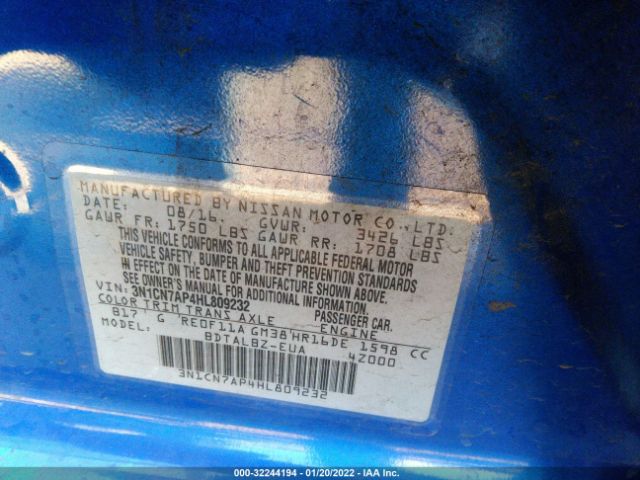 MANUFACTURED BY NISSAN MOTOR CO.,LTD.
DATE: 08/16. GVWR: 3426 LBS
GAWR FR: 1750 LBS GAWR RR: 1708 LBS
THIS VEHICLE CONFORMS TO ALL APPLICABLE FEDERAL MOTOR
VEHICLE SAFETY, BUMPER AND THEFT PREVENTION STANDARDS
IN EFFECT ON THE DATE OF MANUFACTURE SHOWN ABOVE.
SEE OWNER'S MANUAL FOR ADDITIONAL INFORMATION.
VIN: 3N1CN7AP4HL809232 PASSENGER CAR.
COLOR TRIM TRANS AXLE ENGINE
B17 G RE0F11A GM38 HR16DE 1598 CC
MODEL: BDTALBZ-EUA 42000
3N1CN7AP4HL809232
000-32244194 - 01/20/2022 - IAA Inc.